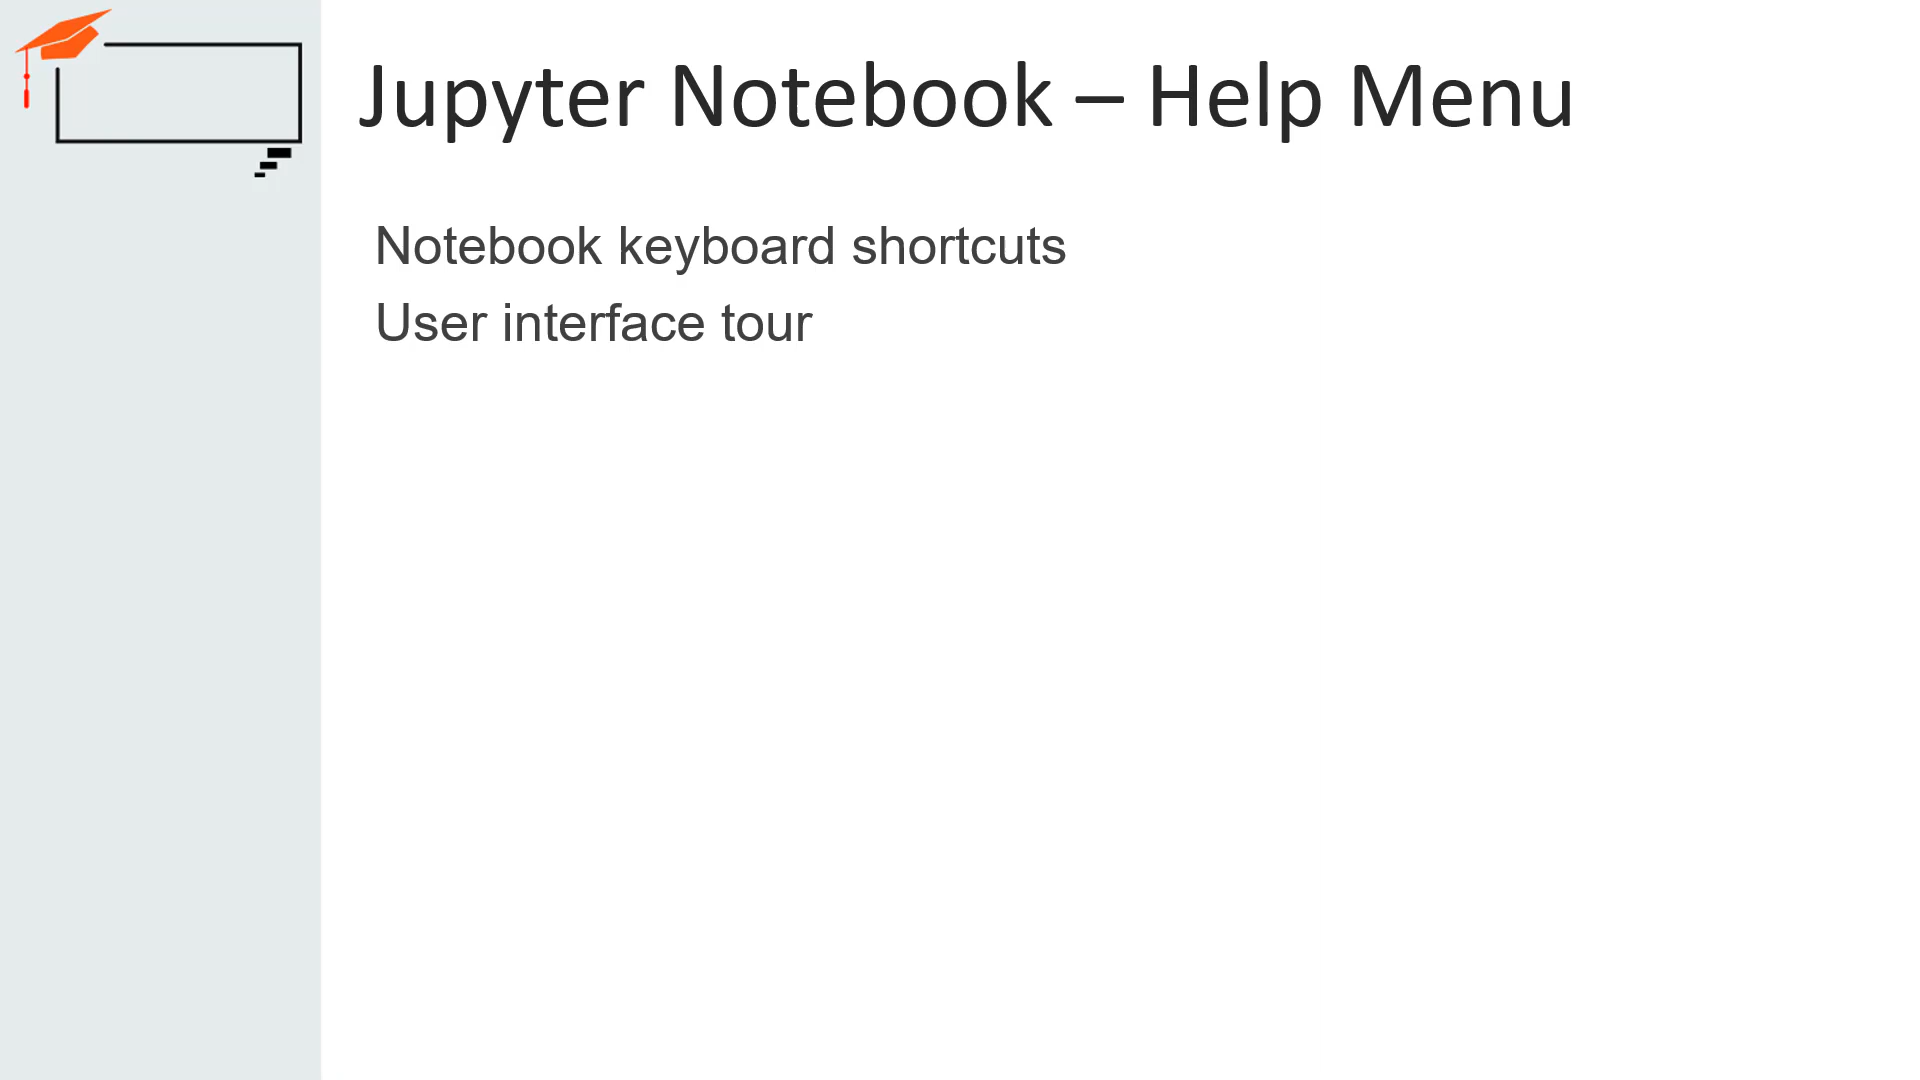 Jupyter Notebook – Help Menu
Notebook keyboard shortcuts
User interface tour